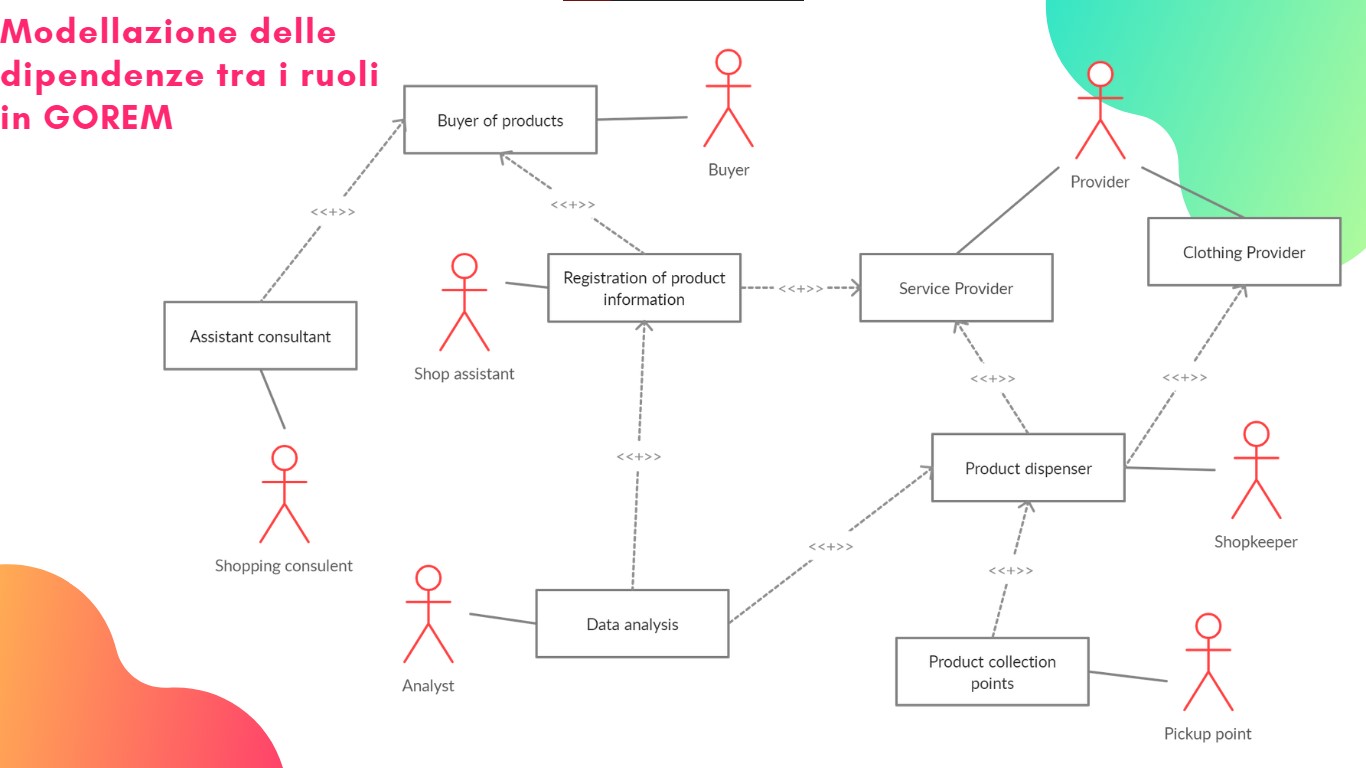 Modellazione delle
dipendenze tra i ruoli
in GOREM
Buyer of products
Buyer
Provider
<<+>>
<<+>>
Clothing Provider
Registration of product
information
<<+>>
Service Provider
Assistant consultant
Shop assistant
<<+>>
<<+>>
<<+>>
Product dispenser
Shopkeeper
Shopping consulent
<<+>>
<<+>>
Data analysis
Analyst
Product collection
points
Pickup point